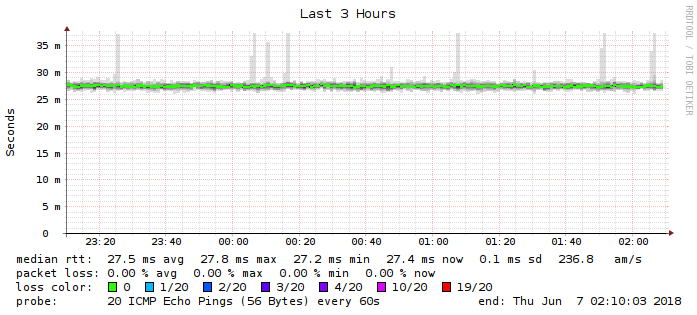 Last 3 Hours
RRDTOOL / TOBI OETIKER
Seconds
35 m
30 m
25 m
20 m
15 m
10 m
5 m
0
23:20 23:40 00:00 00:20 00:40 01:00 01:20 01:40 02:00
median rtt: 27.5 ms avg 27.8 ms max 27.2 ms min 27.4 ms now 0.1 ms sd 236.8 am/s
packet loss: 0.00 % avg 0.00 % max 0.00 % min 0.00 % now
loss color: 0 1/20 2/20 3/20 4/20 10/20 19/20
probe: 20 ICMP Echo Pings (56 Bytes) every 60s end: Thu Jun 7 02:10:03 2018